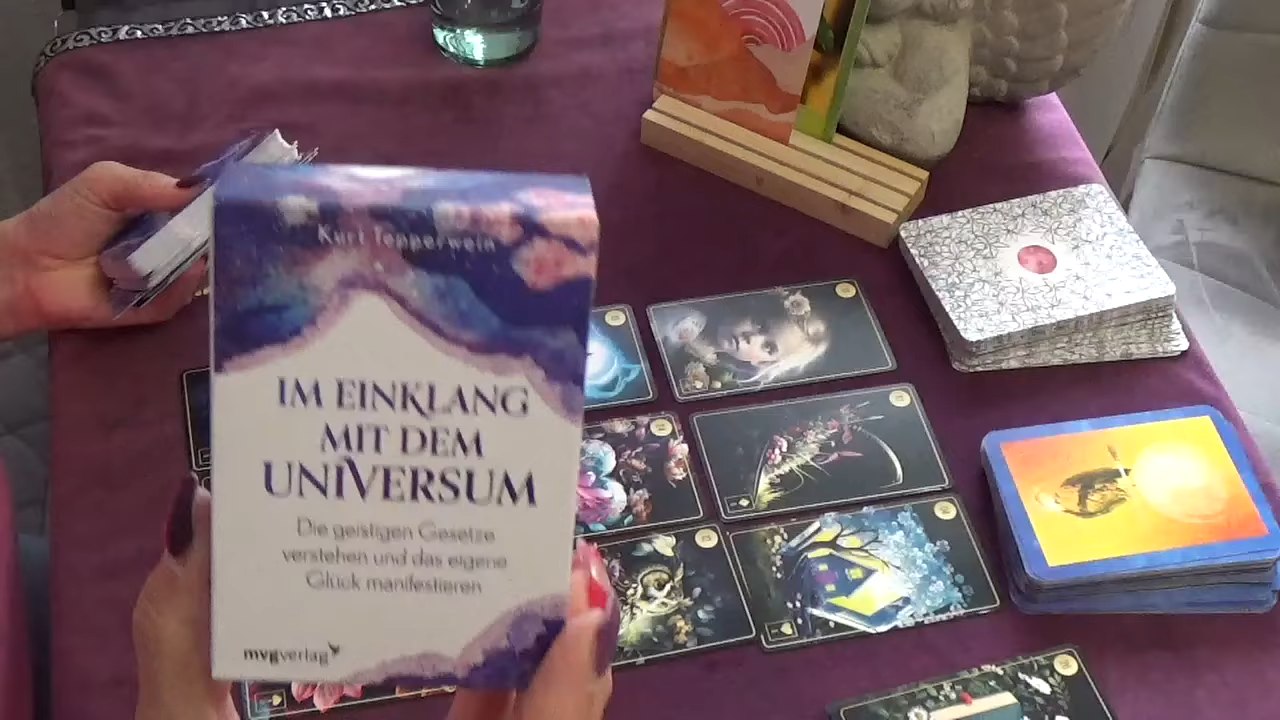 Kurt Tepperwein
IM EINKLANG
MIT DEM
UNIVERSUM
Die geistigen Gesetze
verstehen und das eigene
Glück manifestieren
mvgverlag